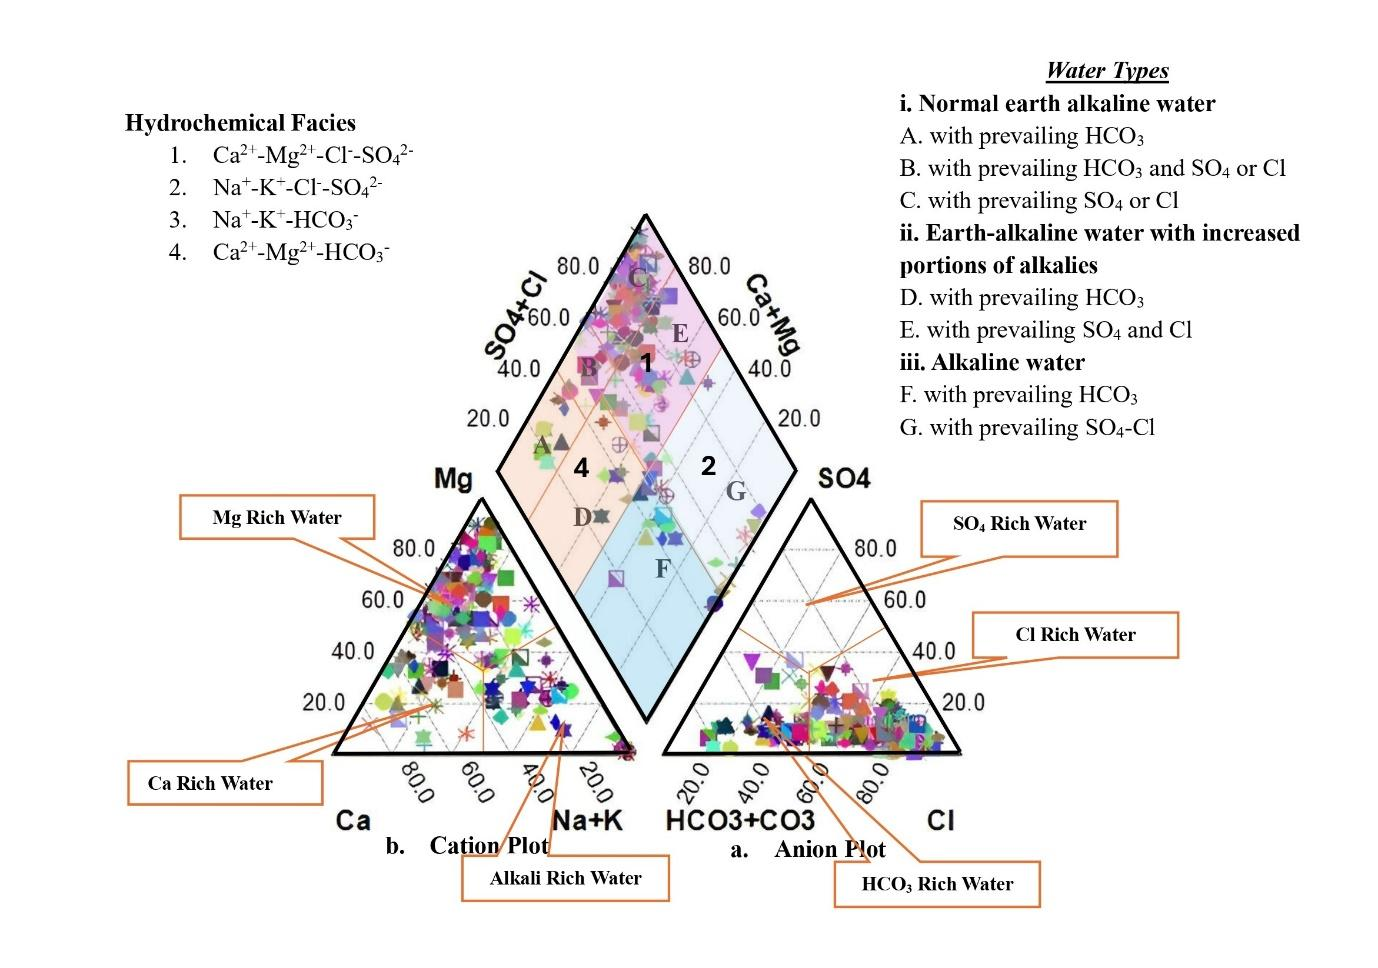 Water Types
i. Normal earth alkaline water
A. with prevailing HCO₃
B. with prevailing HCO₃ and SO₄ or Cl
C. with prevailing SO₄ or Cl
ii. Earth-alkaline water with increased
portions of alkalies
D. with prevailing HCO₃
E. with prevailing SO₄ and Cl
iii. Alkaline water
F. with prevailing HCO₃
G. with prevailing SO₄-Cl
Hydrochemical Facies
1. Ca²⁺-Mg²⁺-Cl⁻-SO₄²⁻
2. Na⁺-K⁺-Cl⁻-SO₄²⁻
3. Na⁺-K⁺-HCO₃⁻
4. Ca²⁺-Mg²⁺-HCO₃⁻
SO4+Cl
Ca+Mg
80.0
60.0
40.0
20.0
80.0
60.0
40.0
20.0
C
E
1
B
A
4
2
G
D
F
Mg
SO4
Mg Rich Water
SO₄ Rich Water
Cl Rich Water
80.0
60.0
40.0
20.0
80.0
60.0
40.0
20.0
Ca Rich Water
80.0
60.0
40.0
20.0
20.0
40.0
60.0
80.0
Ca
Na+K
HCO3+CO3
Cl
b. Cation Plot
a. Anion Plot
Alkali Rich Water
HCO₃ Rich Water